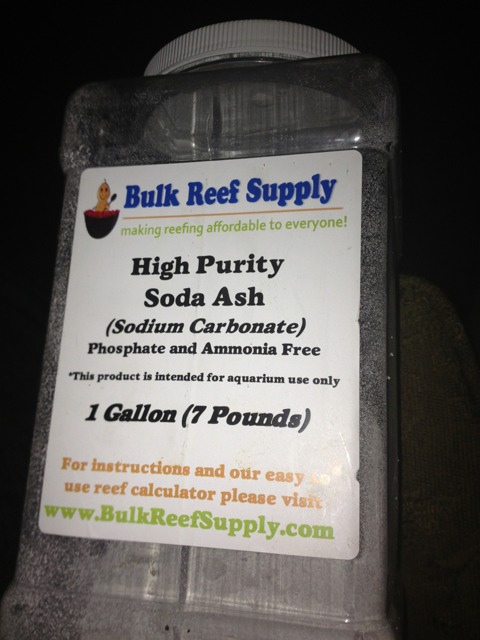 Bulk Reef Supply
making reefing affordable to everyone!
High Purity
Soda Ash
(Sodium Carbonate)
Phosphate and Ammonia Free
*This product is intended for aquarium use only
1 Gallon (7 Pounds)
For instructions and our easy
use reef calculator please visit
www.BulkReefSupply.com